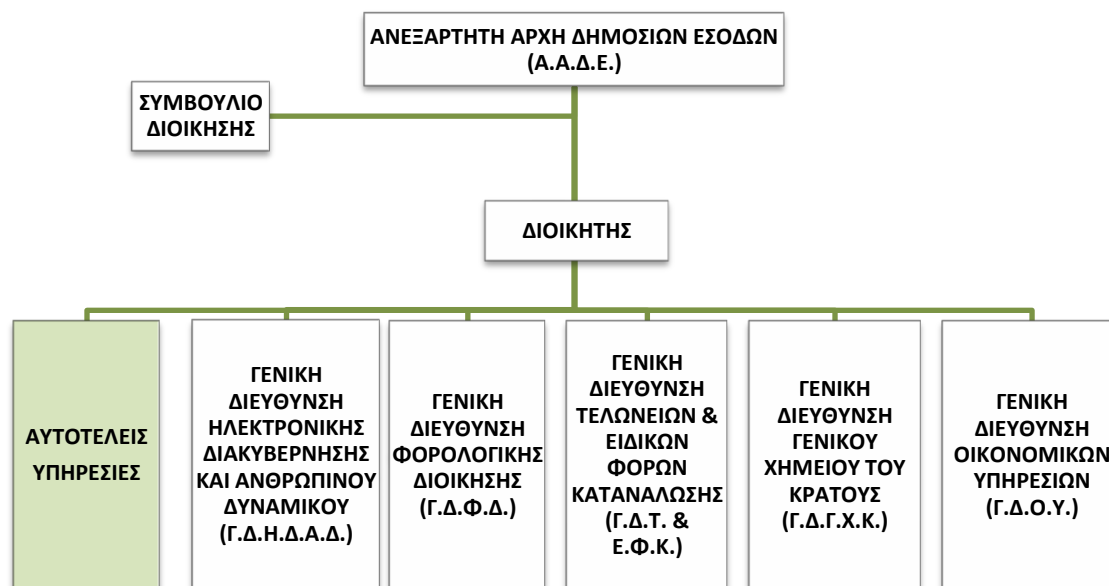 ΑΝΕΞΑΡΤΗΤΗ ΑΡΧΗ ΔΗΜΟΣΙΩΝ ΕΣΟΔΩΝ
(Α.Α.Δ.Ε.)
ΣΥΜΒΟΥΛΙΟ
ΔΙΟΙΚΗΣΗΣ
ΔΙΟΙΚΗΤΗΣ
ΑΥΤΟΤΕΛΕΙΣ
ΥΠΗΡΕΣΙΕΣ
ΓΕΝΙΚΗ
ΔΙΕΥΘΥΝΣΗ
ΗΛΕΚΤΡΟΝΙΚΗΣ
ΔΙΑΚΥΒΕΡΝΗΣΗΣ
ΚΑΙ ΑΝΘΡΩΠΙΝΟΥ
ΔΥΝΑΜΙΚΟΥ
(Γ.Δ.Η.Δ.Α.Δ.)
ΓΕΝΙΚΗ
ΔΙΕΥΘΥΝΣΗ
ΦΟΡΟΛΟΓΙΚΗΣ
ΔΙΟΙΚΗΣΗΣ
(Γ.Δ.Φ.Δ.)
ΓΕΝΙΚΗ
ΔΙΕΥΘΥΝΣΗ
ΤΕΛΩΝΕΙΩΝ &
ΕΙΔΙΚΩΝ
ΦΟΡΩΝ
ΚΑΤΑΝΑΛΩΣΗΣ
(Γ.Δ.Τ. &
Ε.Φ.Κ.)
ΓΕΝΙΚΗ
ΔΙΕΥΘΥΝΣΗ
ΓΕΝΙΚΟΥ
ΧΗΜΕΙΟΥ ΤΟΥ
ΚΡΑΤΟΥΣ
(Γ.Δ.Γ.Χ.Κ.)
ΓΕΝΙΚΗ
ΔΙΕΥΘΥΝΣΗ
ΟΙΚΟΝΟΜΙΚΩΝ
ΥΠΗΡΕΣΙΩΝ
(Γ.Δ.Ο.Υ.)